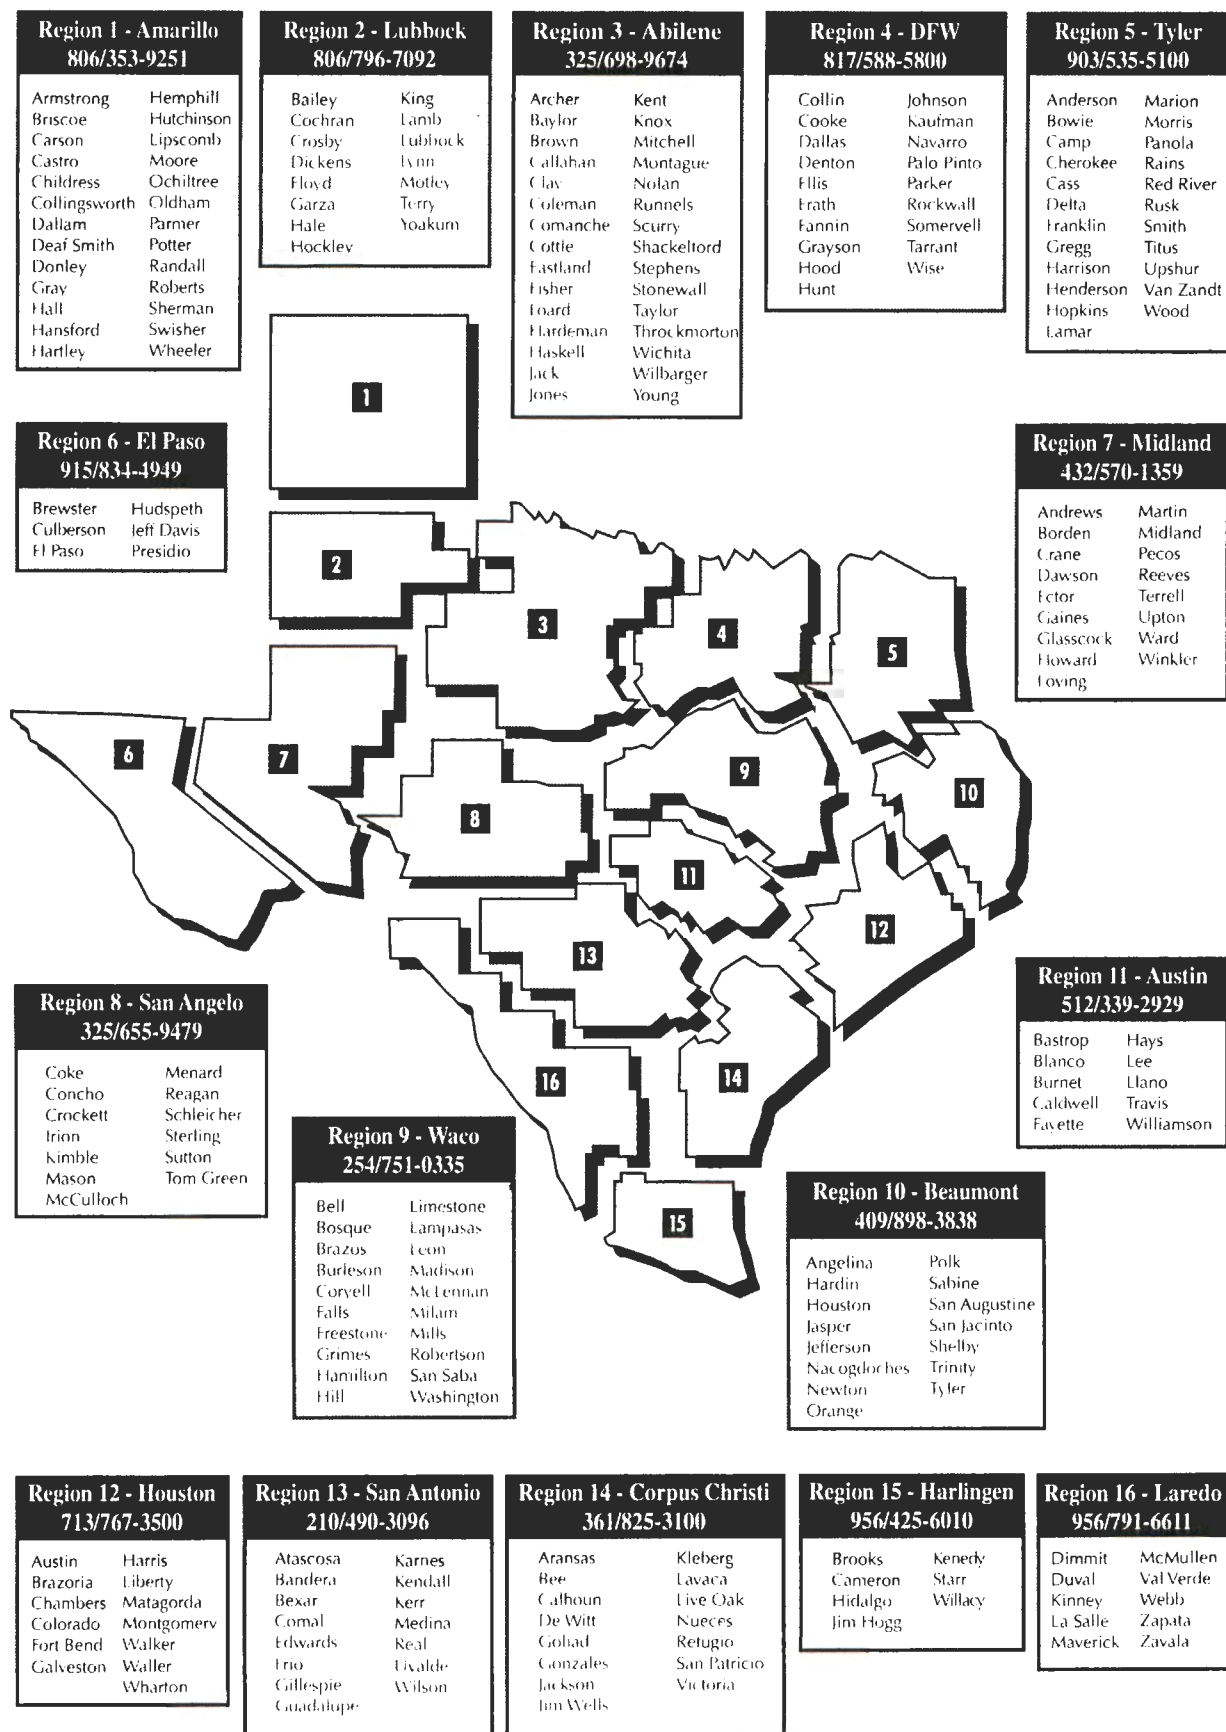 Region 1 - Amarillo
806/353-9251
Armstrong Hemphill
Briscoe Hutchinson
Carson Lipscomb
Castro Moore
Childress Ochiltree
Collingsworth Oldham
Dallam Parmer
Deaf Smith Potter
Donley Randall
Gray Roberts
Hall Sherman
Hansford Swisher
Hartley Wheeler
Region 2 - Lubbock
806/796-7092
Bailey King
Cochran Lamb
Crosby Lubbock
Dickens Lynn
Floyd Motley
Garza Terry
Hale Yoakum
Hockley
Region 3 - Abilene
325/698-9674
Archer Kent
Baylor Knox
Brown Mitchell
Callahan Montague
Clay Nolan
Coleman Runnels
Comanche Scurry
Cottle Shackelford
Eastland Stephens
Fisher Stonewall
Foard Taylor
Hardeman Throckmorton
Haskell Wichita
Jack Wilbarger
Jones Young
Region 4 - DFW
817/588-5800
Collin Johnson
Cooke Kaufman
Dallas Navarro
Denton Palo Pinto
Ellis Parker
Erath Rockwall
Fannin Somervell
Grayson Tarrant
Hood Wise
Hunt
Region 5 - Tyler
903/535-5100
Anderson Marion
Bowie Morris
Camp Panola
Cherokee Rains
Cass Red River
Delta Rusk
Franklin Smith
Gregg Titus
Harrison Upshur
Henderson Van Zandt
Hopkins Wood
Lamar
Region 6 - El Paso
915/834-4949
Brewster Hudspeth
Culberson Jeff Davis
El Paso Presidio
Region 7 - Midland
432/570-1359
Andrews Martin
Borden Midland
Crane Pecos
Dawson Reeves
Ector Terrell
Gaines Upton
Glasscock Ward
Howard Winkler
Loving
1
2
3
4
5
6
7
8
9
10
11
12
13
14
15
16
Region 8 - San Angelo
325/655-9479
Coke Menard
Concho Reagan
Crockett Schleicher
Irion Sterling
Kimble Sutton
Mason Tom Green
McCulloch
Region 9 - Waco
254/751-0335
Bell Limestone
Bosque Lampasas
Brazos Leon
Burleson Madison
Coryell McLennan
Falls Milam
Freestone Mills
Grimes Robertson
Hamilton San Saba
Hill Washington
Region 11 - Austin
512/339-2929
Bastrop Hays
Blanco Lee
Burnet Llano
Caldwell Travis
Fayette Williamson
Region 10 - Beaumont
409/898-3838
Angelina Polk
Hardin Sabine
Houston San Augustine
Jasper San Jacinto
Jefferson Shelby
Nacogdoches Trinity
Newton Tyler
Orange
Region 12 - Houston
713/767-3500
Austin Harris
Brazoria Liberty
Chambers Matagorda
Colorado Montgomery
Fort Bend Walker
Galveston Waller
Wharton
Region 13 - San Antonio
210/490-3096
Atascosa Karnes
Bandera Kendall
Bexar Kerr
Comal Medina
Edwards Real
Frio Uvalde
Gillespie Wilson
Guadalupe
Region 14 - Corpus Christi
361/825-3100
Aransas Kleberg
Bee Lavaca
Calhoun Live Oak
De Witt Nueces
Goliad Refugio
Gonzales San Patricio
Jackson Victoria
Jim Wells
Region 15 - Harlingen
956/425-6010
Brooks Kenedy
Cameron Starr
Hidalgo Willacy
Jim Hogg
Region 16 - Laredo
956/791-6611
Dimmit McMullen
Duval Val Verde
Kinney Webb
La Salle Zapata
Maverick Zavala